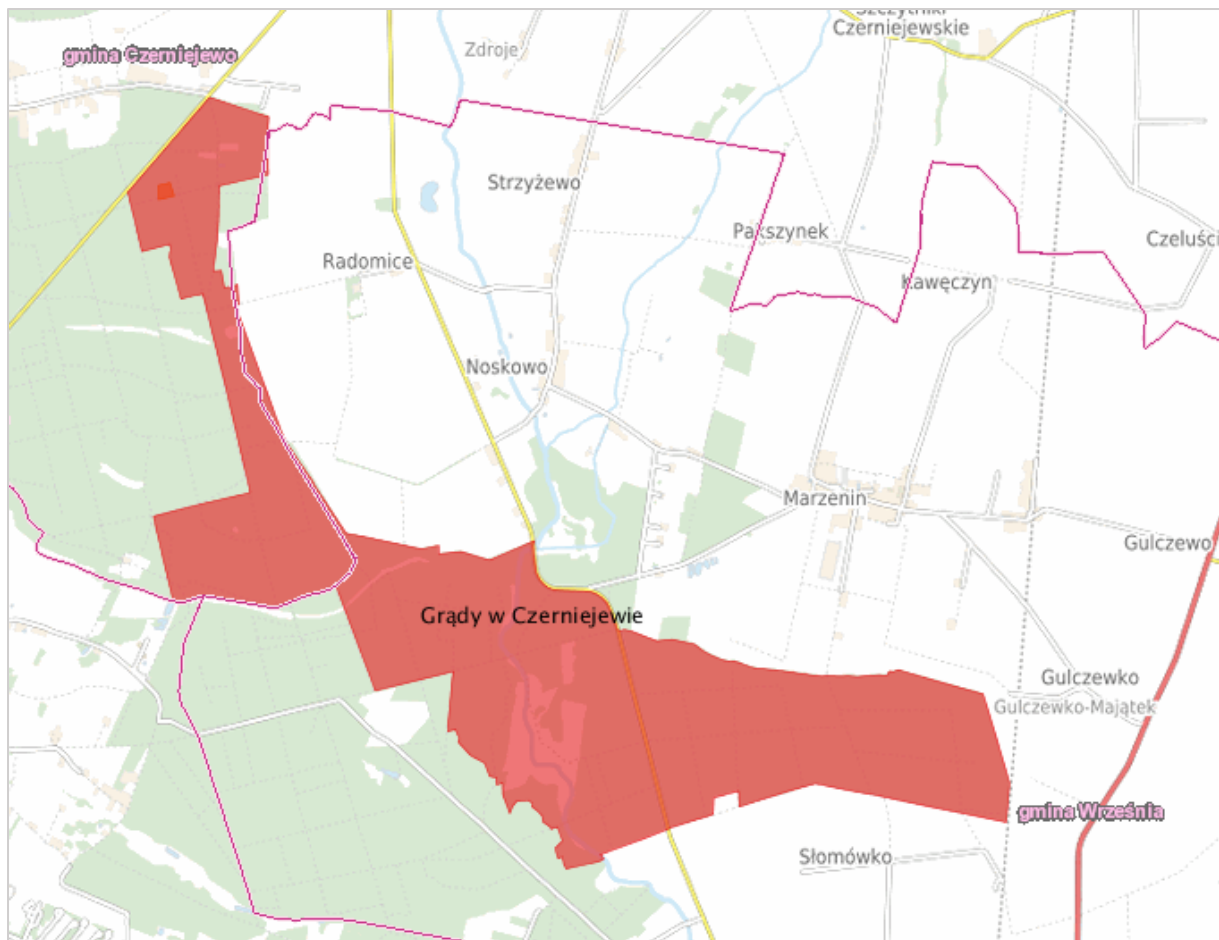 Szczytniki
Czerniejewskie
gmina Czerniejewo
Zdroje
Strzyżewo
Pakszynek
Czeluści
Radomice
Kawęczyn
Noskowo
Marzenin
Gulczewo
Grądy w Czerniejewie
Gulczewko
Gulczewko-Majątek
gmina Września
Słomówko